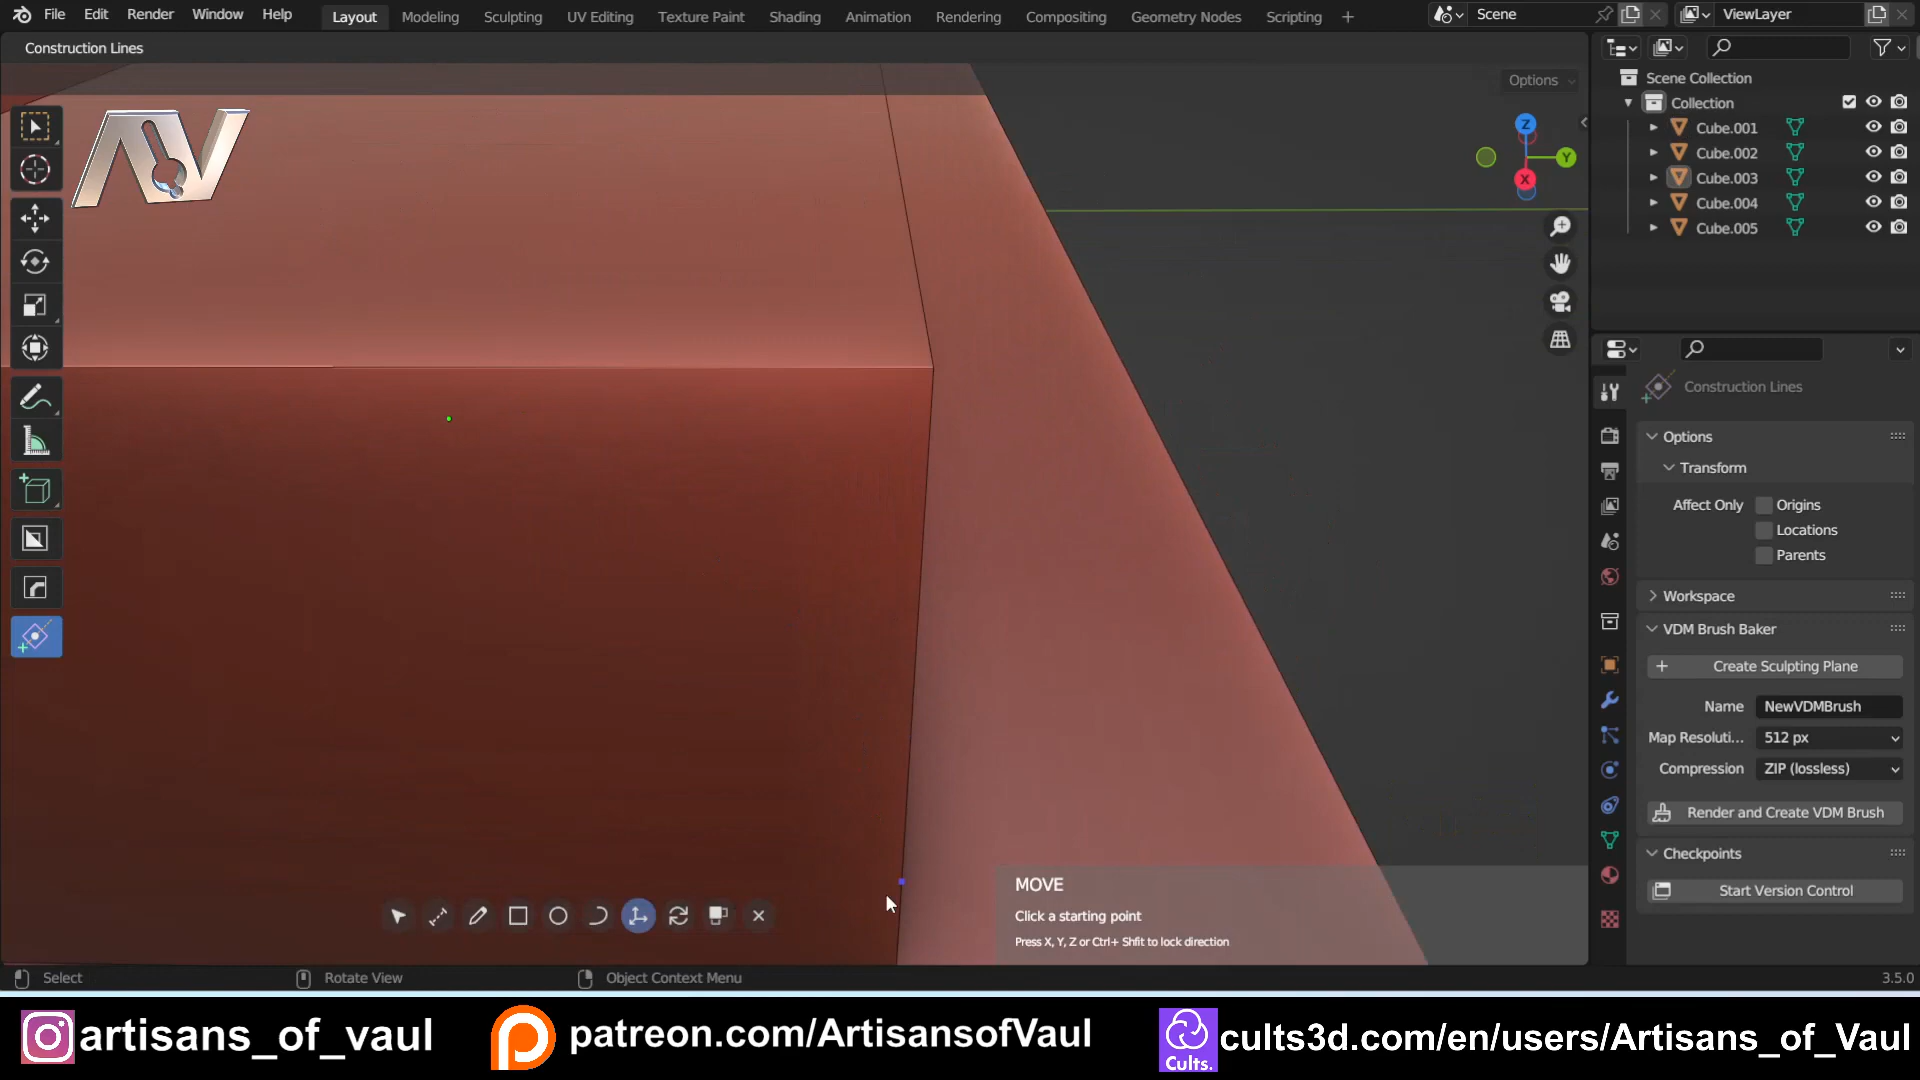 File Edit Render Window Help Layout Modeling Sculpting UV Editing Texture Paint Shading Animation Rendering Compositing Geometry Nodes Scripting + Scene ViewLayer
Construction Lines
Options
Z
Y
X
Scene Collection
Collection
Cube.001
Cube.002
Cube.003
Cube.004
Cube.005
Construction Lines
Options
Transform
Affect Only Origins
Locations
Parents
Workspace
VDM Brush Baker
Create Sculpting Plane
Name NewVDMBrush
Map Resoluti... 512 px
Compression ZIP (lossless)
Render and Create VDM Brush
Checkpoints
Start Version Control
MOVE
Click a starting point
Press X, Y, Z or Ctrl+ Shfit to lock direction
Select Rotate View Object Context Menu 3.5.0
artisans_of_vaul patreon.com/ArtisansofVaul Cults. cults3d.com/en/users/Artisans_of_Vaul